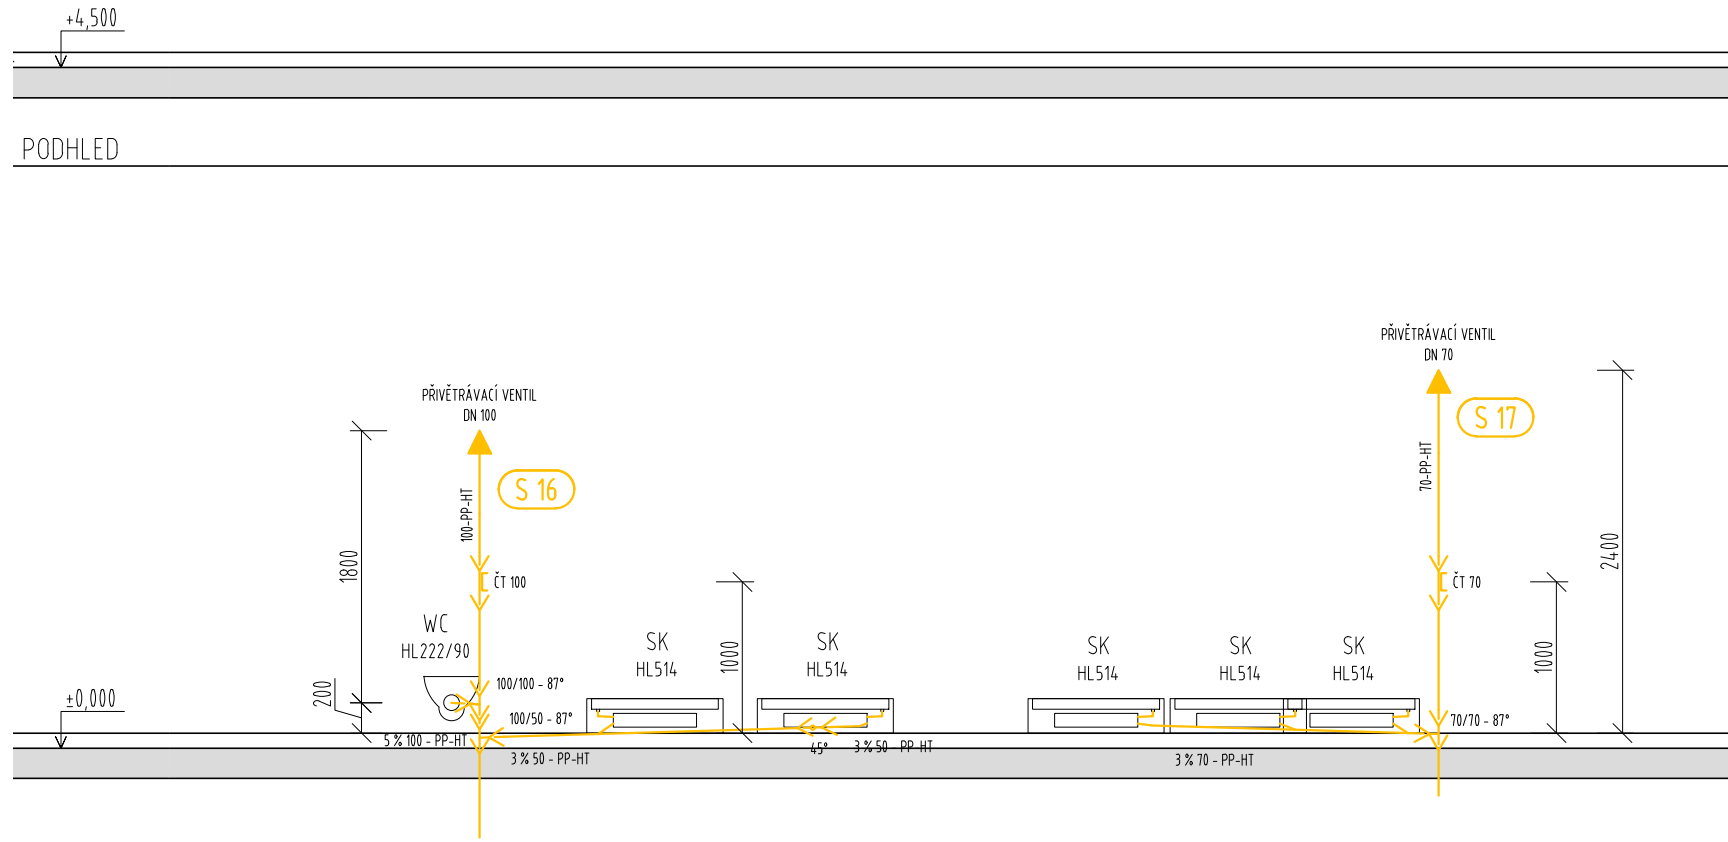 +4,500
PODHLED
PŘIVĚTRÁVACÍ VENTIL
DN 70
S 17
70-PP-HT
2400
PŘIVĚTRÁVACÍ VENTIL
DN 100
S 16
100-PP-HT
1800
ČT 100
ČT 70
WC
HL222/90
SK
HL514
1000
SK
HL514
SK
HL514
SK
HL514
SK
HL514
1000
200
±0,000
100/100 - 87°
100/50 - 87°
70/70 - 87°
5 % 100 - PP-HT
3 % 50 - PP-HT
45°
3 % 50 - PP-HT
3 % 70 - PP-HT